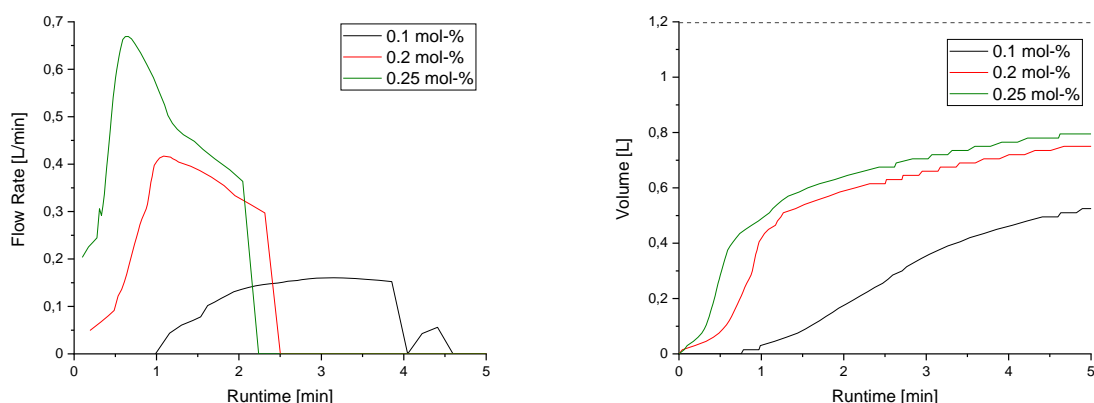 0,7
0,6
0,5
0,4
0,3
0,2
0,1
0
Flow Rate [L/min]
0 1 2 3 4 5
Runtime [min]
0.1 mol-%
0.2 mol-%
0.25 mol-%
1,2
1
0,8
0,6
0,4
0,2
0
Volume [L]
0 1 2 3 4 5
Runtime [min]
0.1 mol-%
0.2 mol-%
0.25 mol-%